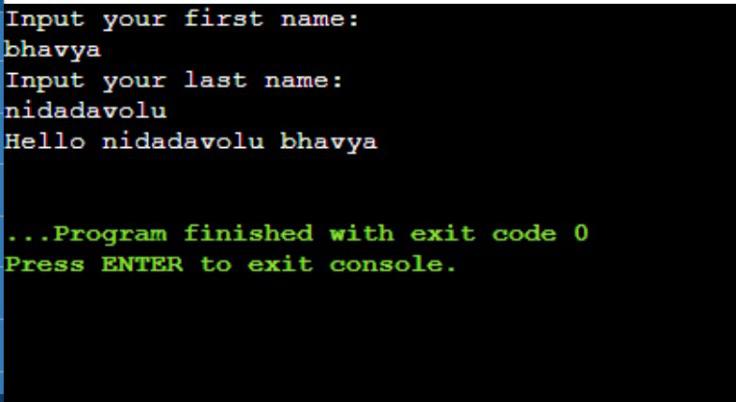 Input your first name:
bhavya
Input your last name:
nidadavolu
Hello nidadavolu bhavya
...Program finished with exit code 0
Press ENTER to exit console.